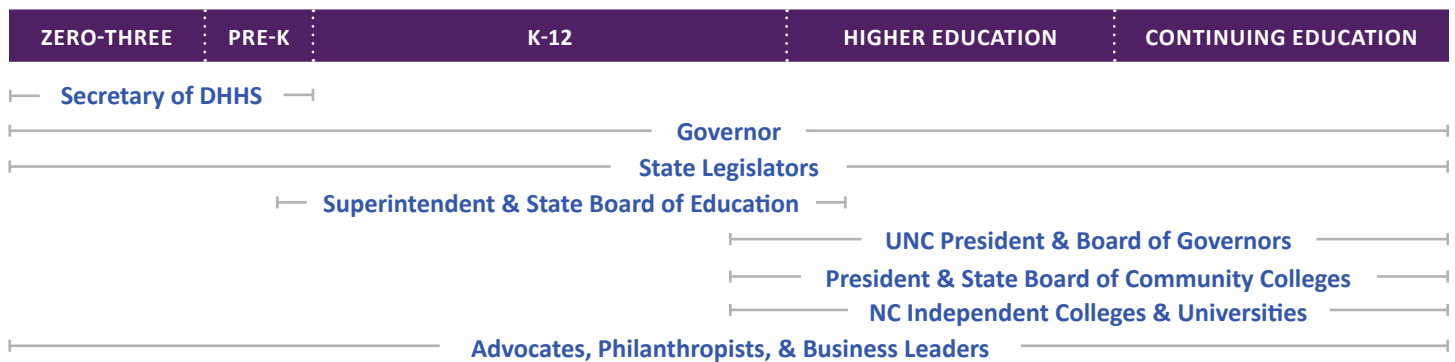 ZERO-THREE PRE-K K-12 HIGHER EDUCATION CONTINUING EDUCATION
Secretary of DHHS
Governor
State Legislators
Superintendent & State Board of Education
UNC President & Board of Governors
President & State Board of Community Colleges
NC Independent Colleges & Universities
Advocates, Philanthropists, & Business Leaders